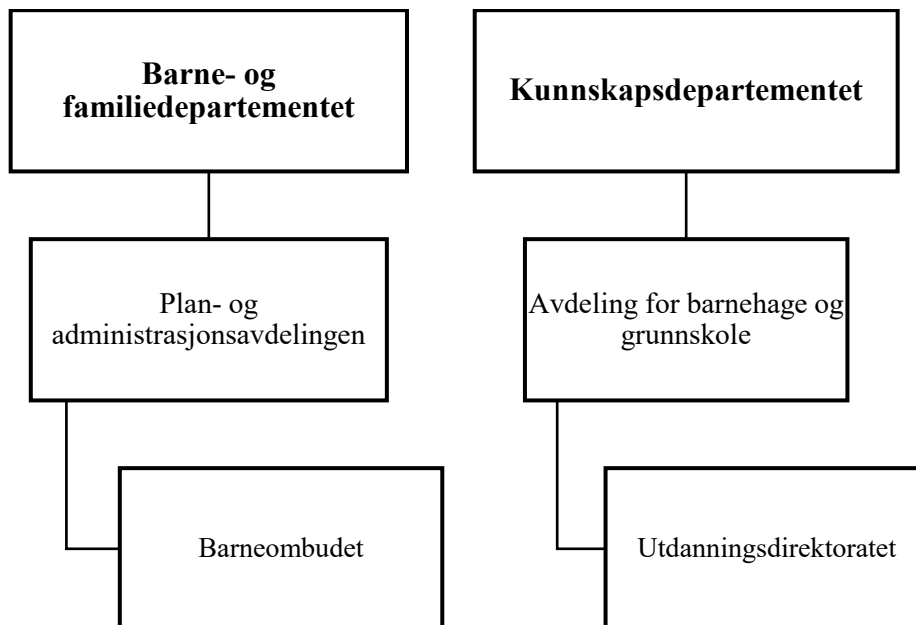 Barne- og
familiedepartementet
Kunnskapsdepartementet
Plan- og
administrasjonsavdelingen
Avdeling for barnehage og
grunnskole
Barneombudet
Utdanningsdirektoratet